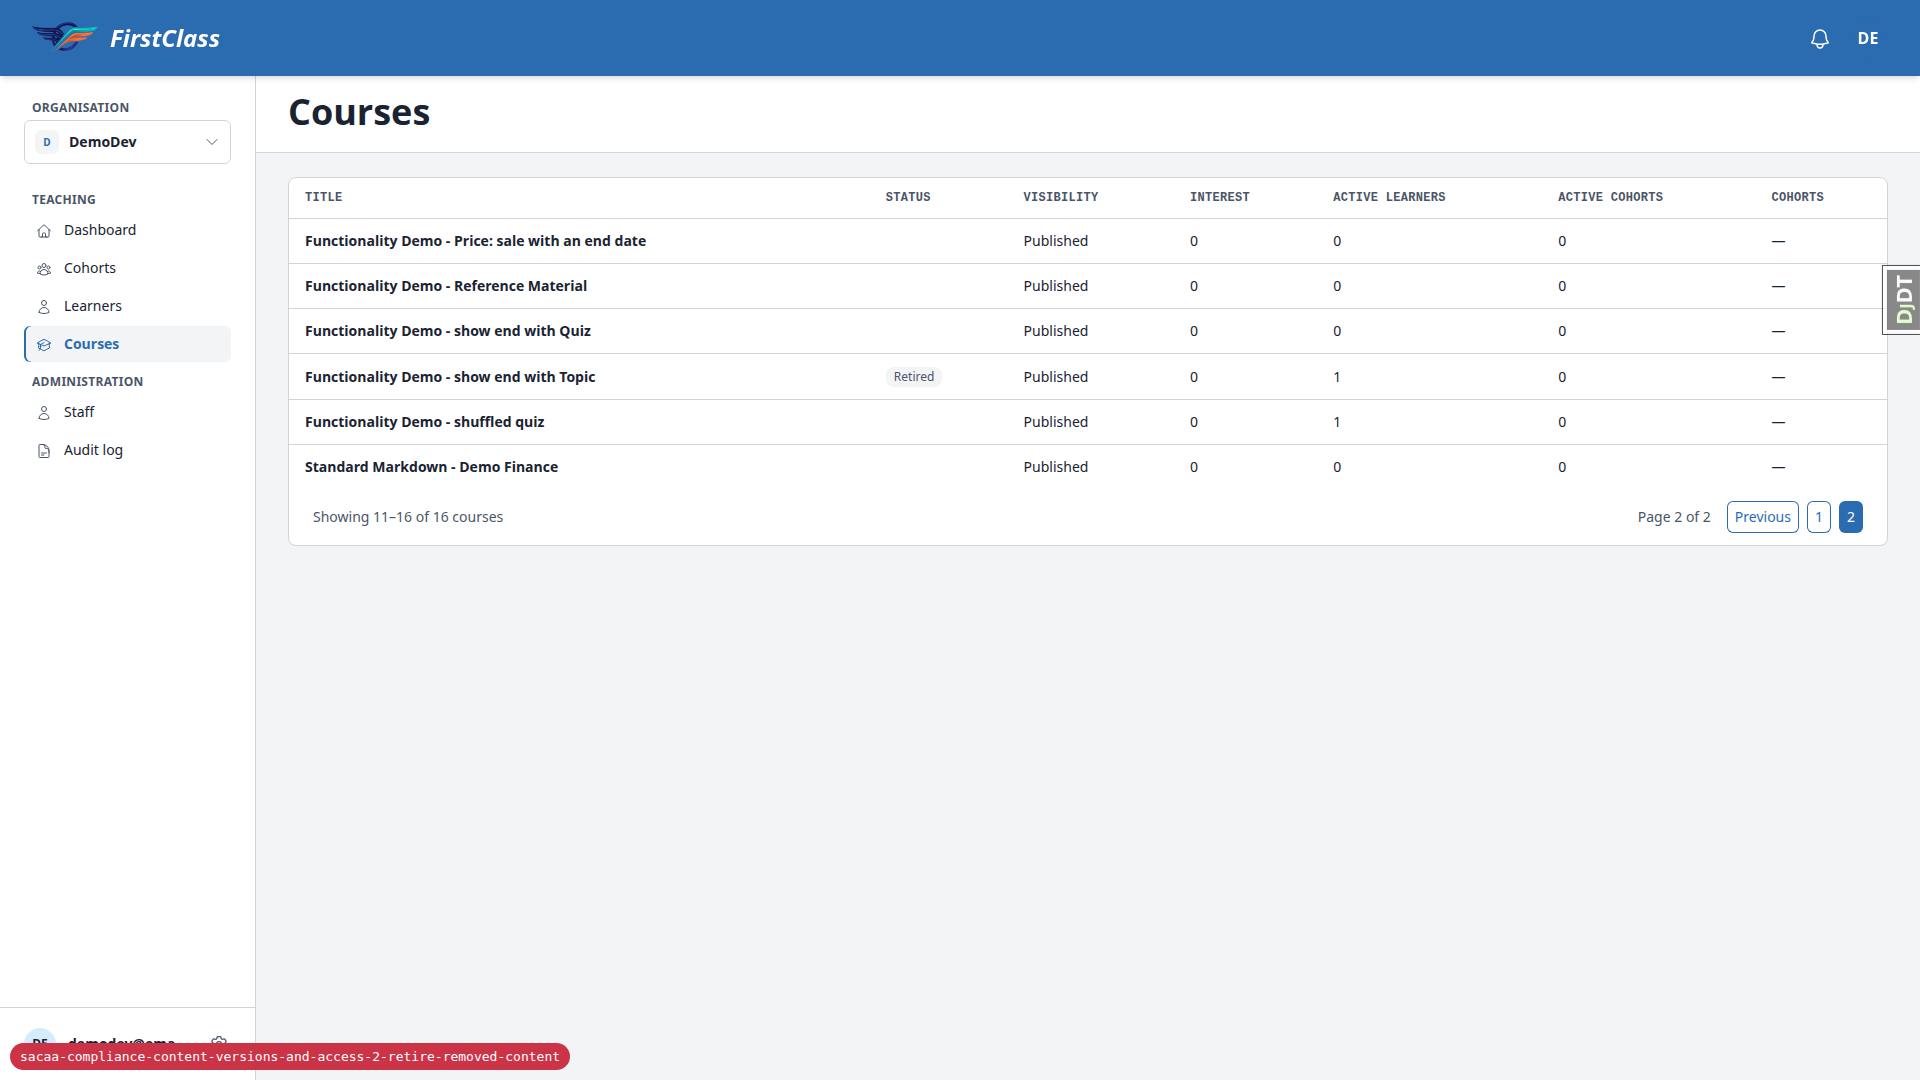 FirstClass
DE
ORGANISATION
D DemoDev
TEACHING
Dashboard
Cohorts
Learners
Courses
ADMINISTRATION
Staff
Audit log
Courses
TITLE STATUS VISIBILITY INTEREST ACTIVE LEARNERS ACTIVE COHORTS COHORTS
Functionality Demo - Price: sale with an end date Published 0 0 0 —
Functionality Demo - Reference Material Published 0 0 0 —
Functionality Demo - show end with Quiz Published 0 0 0 —
Functionality Demo - show end with Topic Retired Published 0 1 0 —
Functionality Demo - shuffled quiz Published 0 1 0 —
Standard Markdown - Demo Finance Published 0 0 0 —
Showing 11–16 of 16 courses Page 2 of 2 Previous 1 2
DjDT
DE demodev@ema
sacaa-compliance-content-versions-and-access-2-retire-removed-content